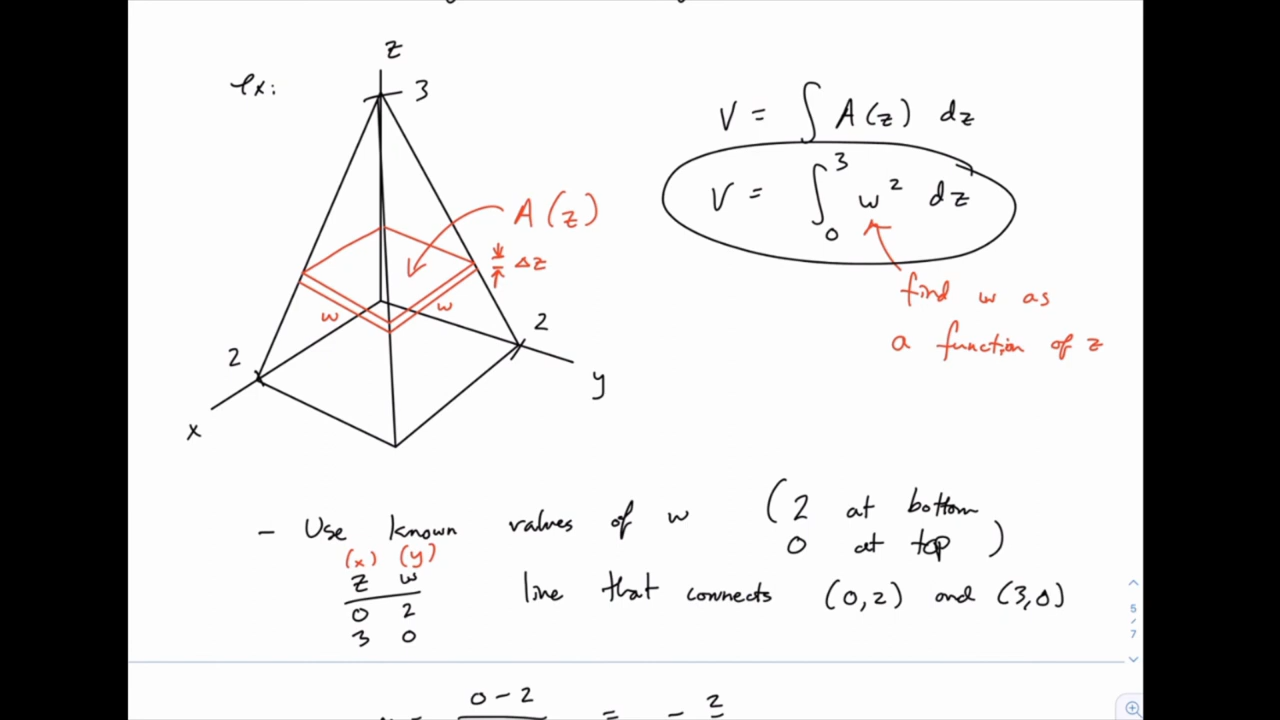 ex:
z
3
A(z)
Δz
w
w
2
2
x
y
V = ∫ A(z) dz
V = ∫₀³ w² dz
find w as
a function of z
- Use known values of w (2 at bottom
0 at top)
(x) (y)
z w
0 2
3 0
line that connects (0,2) and (3,0)
0 - 2
= - 2
5
/
7